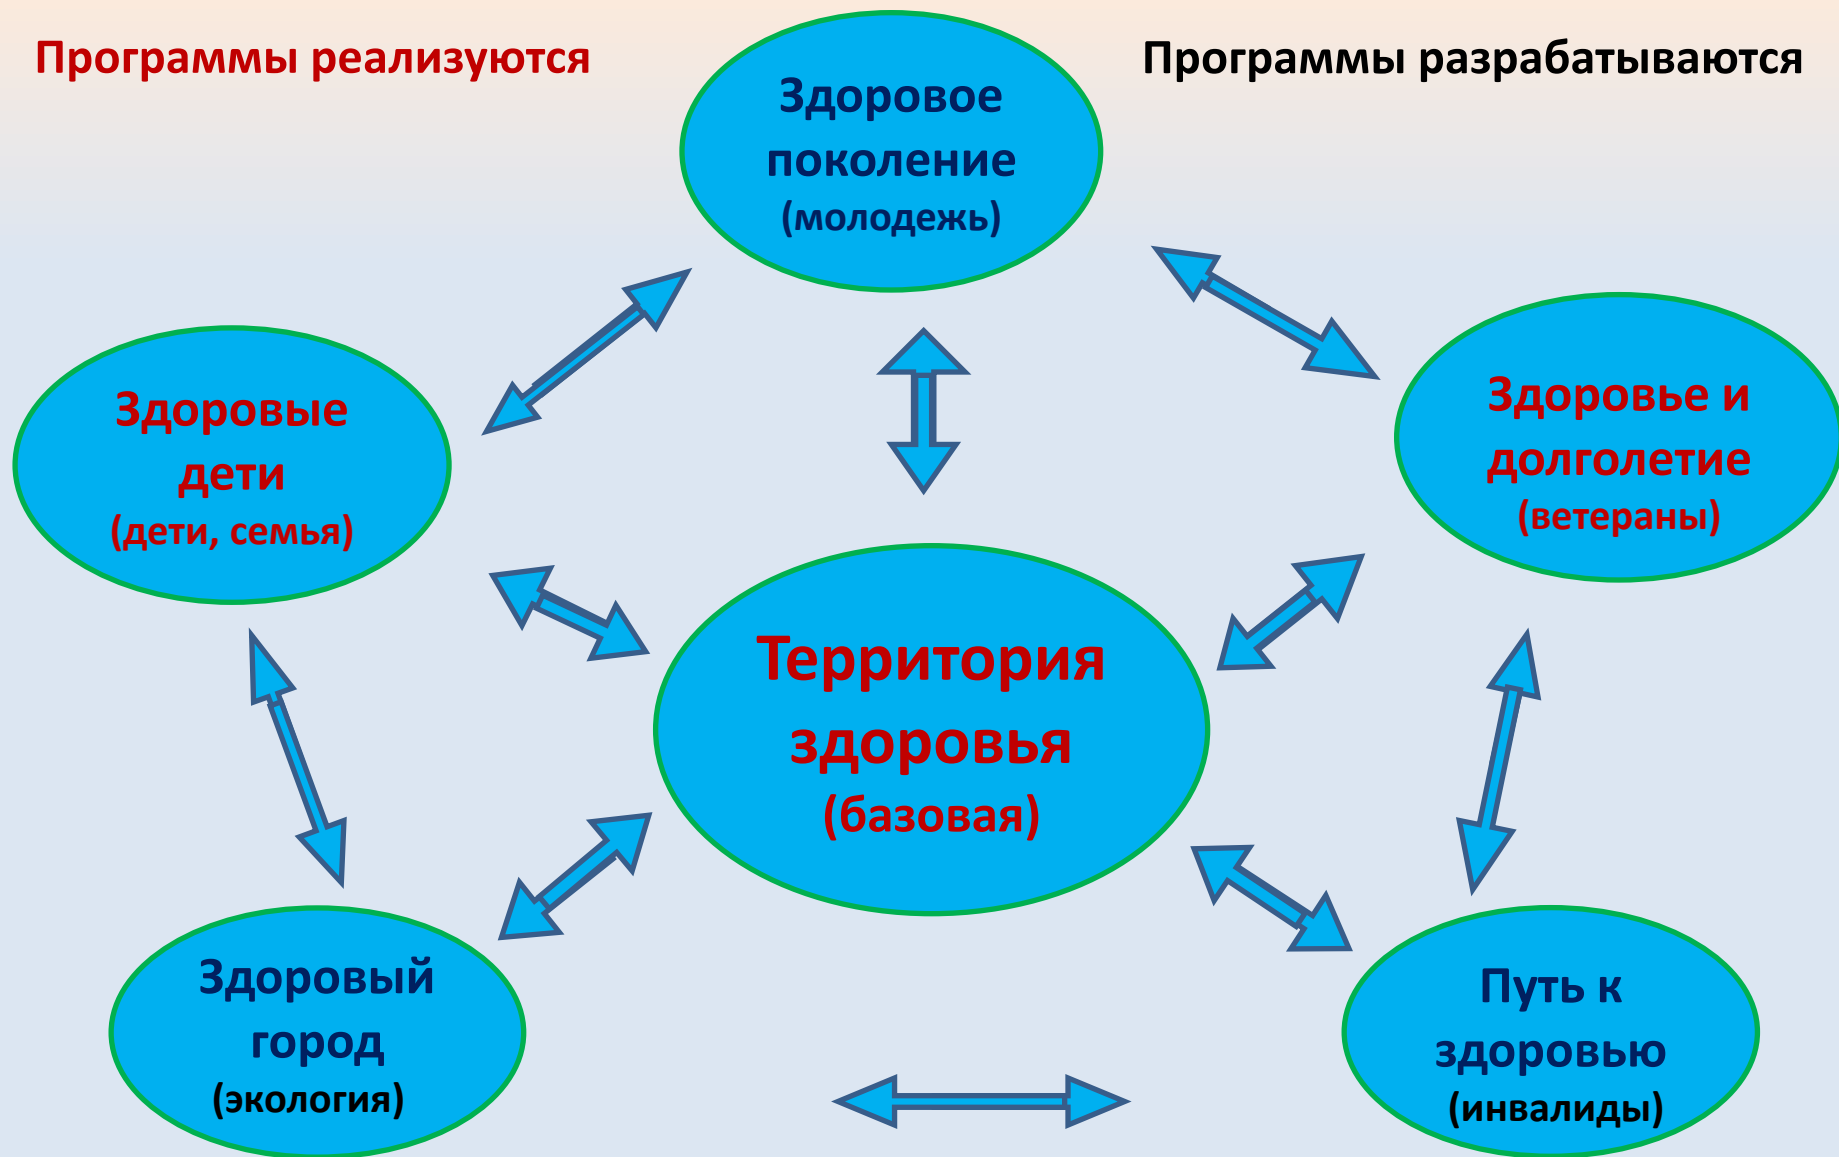 Программы реализуются
Программы разрабатываются
Здоровое
поколение
(молодежь)
Здоровые
дети
(дети, семья)
Здоровье и
долголетие
(ветераны)
Территория
здоровья
(базовая)
Здоровый
город
(экология)
Путь к
здоровью
(инвалиды)